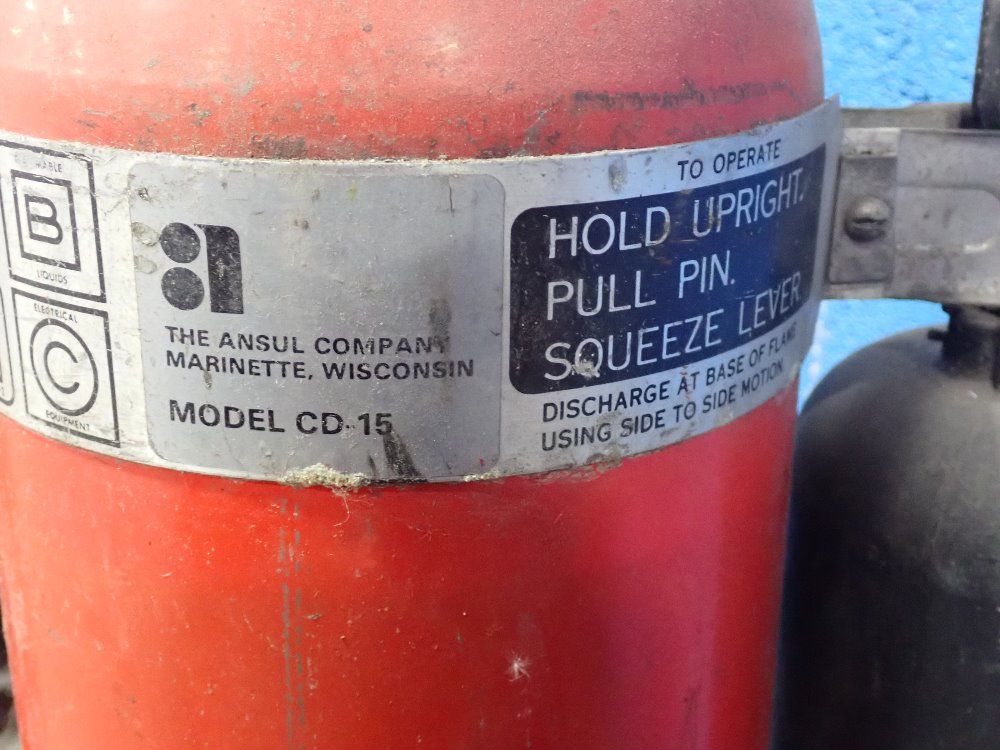 B
LIQUIDS
ELECTRICAL
C
EQUIPMENT
THE ANSUL COMPANY
MARINETTE, WISCONSIN
MODEL CD-15
TO OPERATE
HOLD UPRIGHT.
PULL PIN.
SQUEEZE LEVER
DISCHARGE AT BASE OF FLAME
USING SIDE TO SIDE MOTION